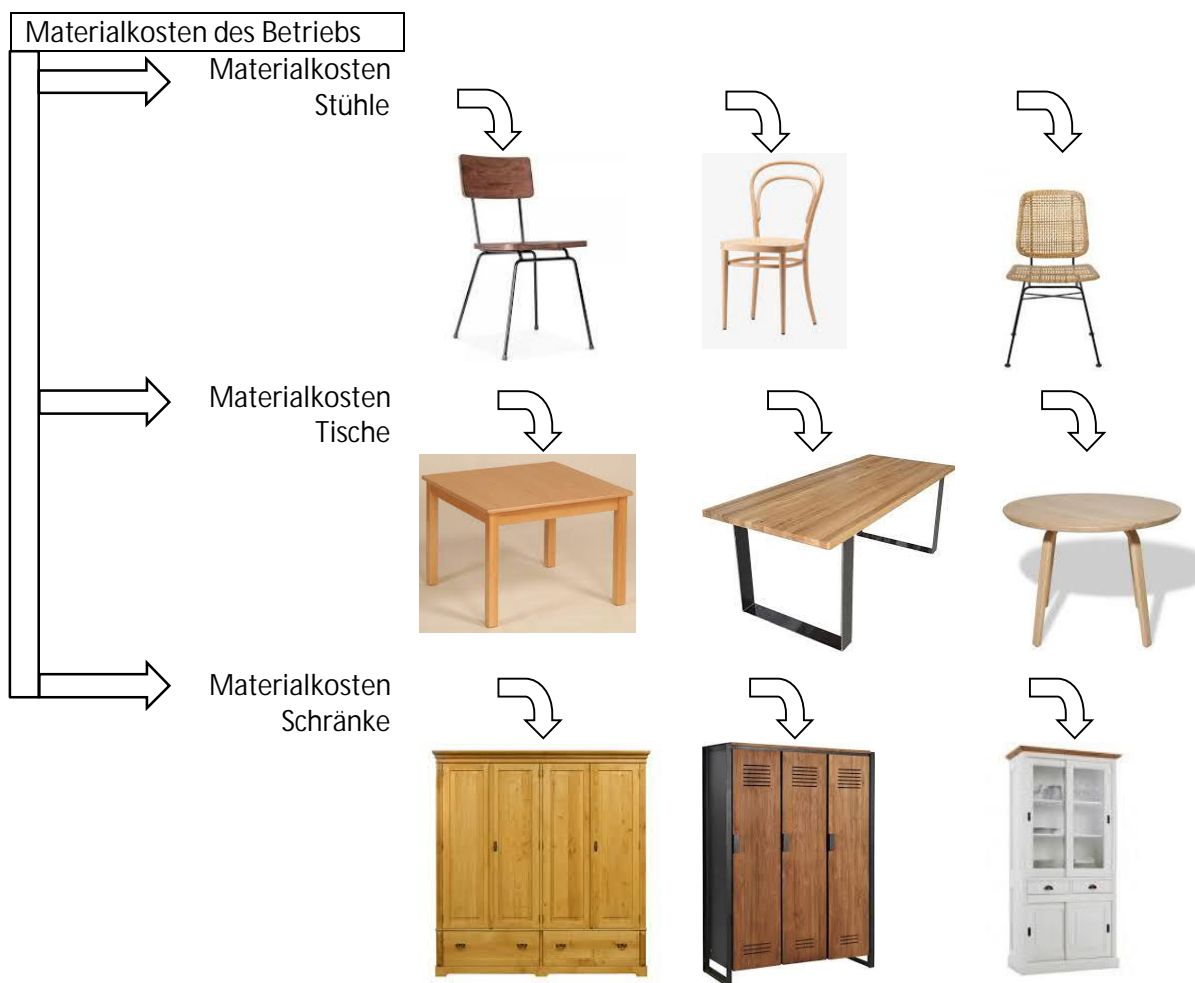 Materialkosten des Betriebs
Materialkosten
Stühle
Materialkosten
Tische
Materialkosten
Schränke